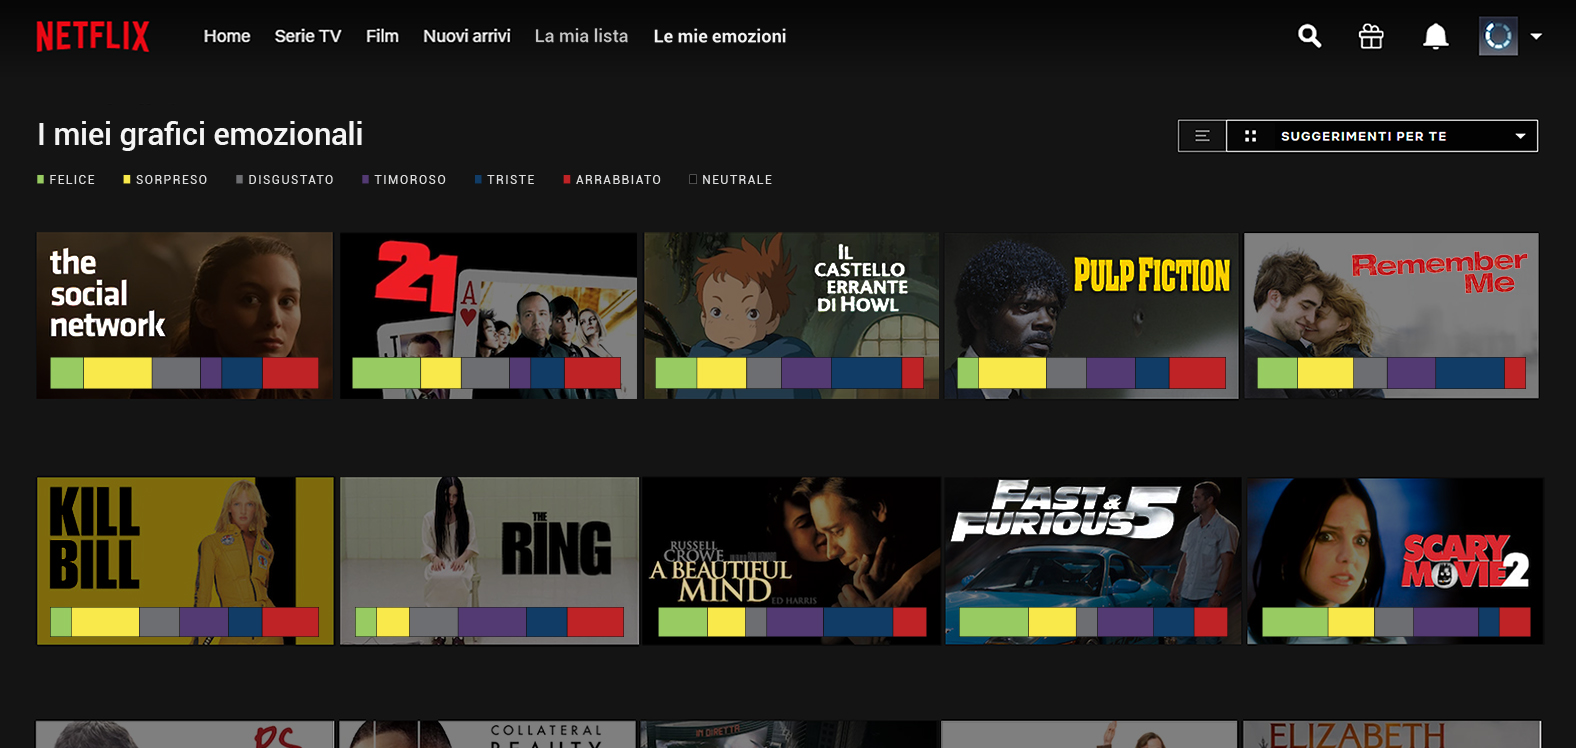 NETFLIX
Home Serie TV Film Nuovi arrivi La mia lista Le mie emozioni
I miei grafici emozionali
SUGGERIMENTI PER TE
FELICE SORPRESO DISGUSTATO TIMOROSO TRISTE ARRABBIATO NEUTRALE
the
social
network
21
A
J
IL
CASTELLO
ERRANTE
DI HOWL
PULP FICTION
Remember
Me
KILL
BILL
THE
RING
RUSSELL
CROWE
A BEAUTIFUL
MIND
ED HARRIS
FAST &
FURIOUS 5
SCARY
MOVIE 2
PS
COLLATERAL
BEAUTY
IN DIRETTA
ELIZABETH